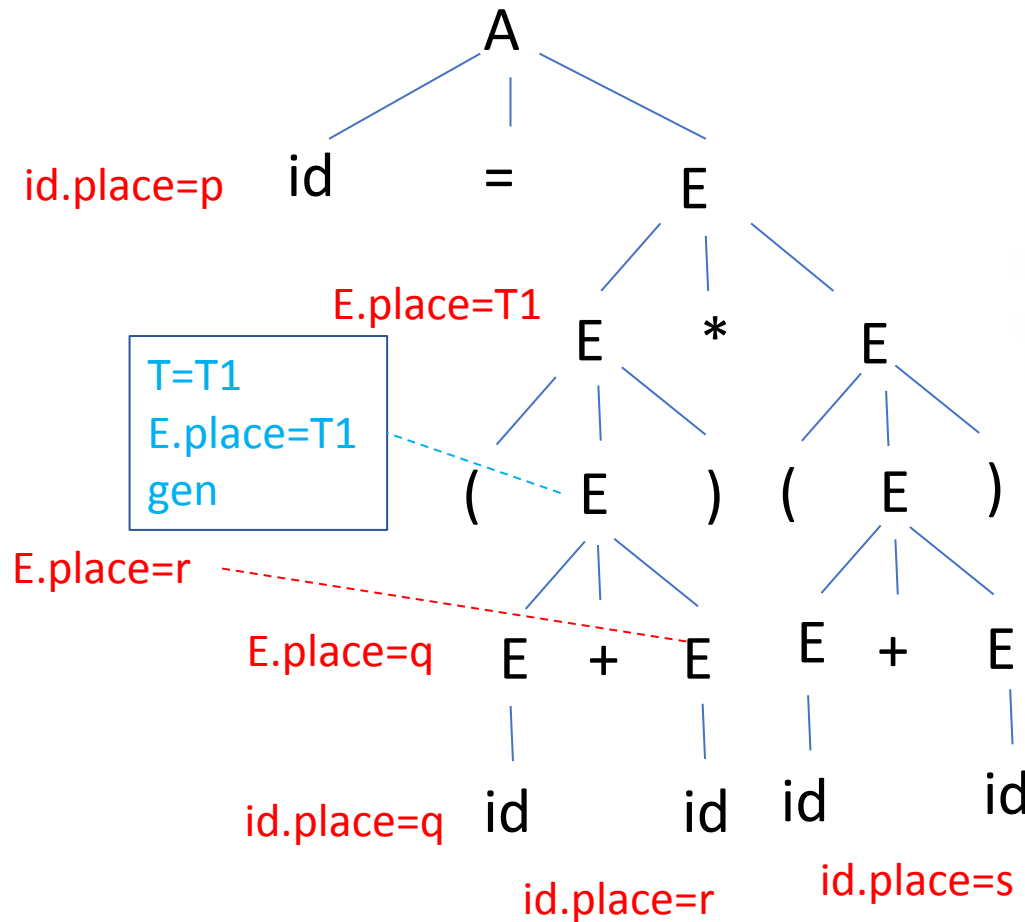 A
id.place=p id = E
E.place=T1 E * E
T=T1
E.place=T1
gen
( E ) ( E )
E.place=r
E.place=q E + E E + E
id.place=q id id id id
id.place=r id.place=s